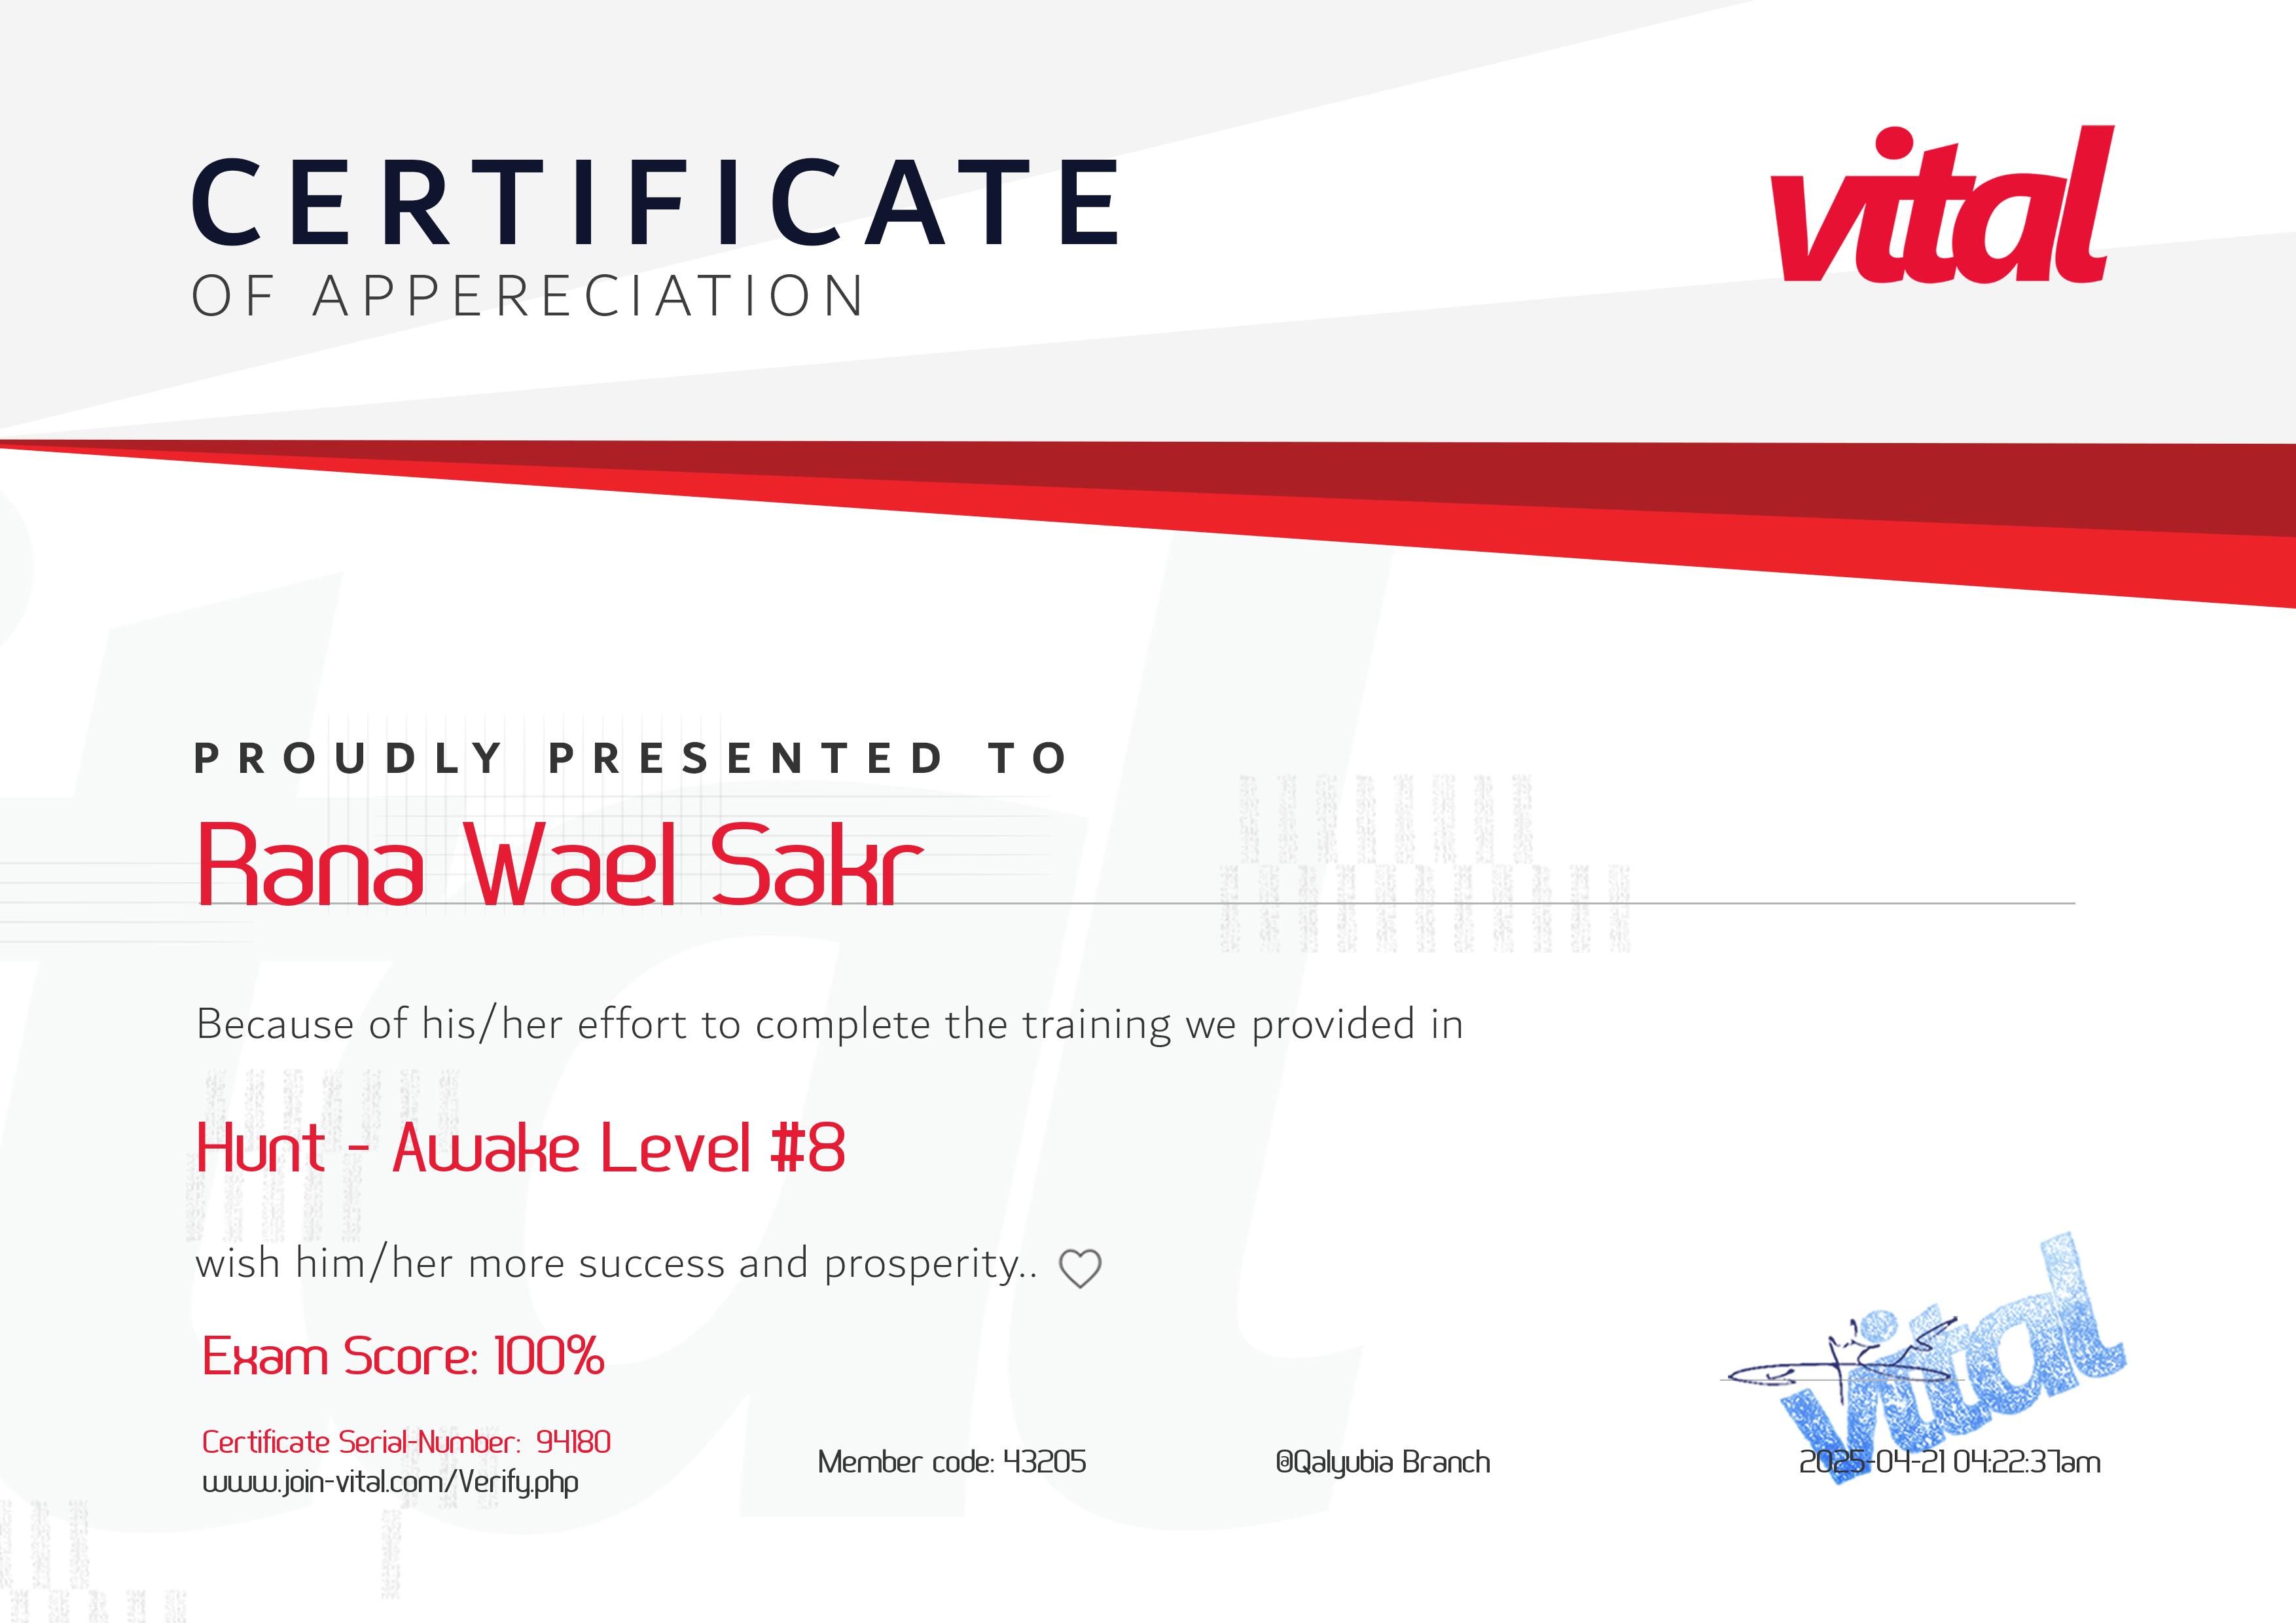 CERTIFICATE
OF APPERECIATION
vital
PROUDLY PRESENTED TO
Rana Wael Sakr
Because of his/her effort to complete the training we provided in
Hunt - Awake Level #8
wish him/her more success and prosperity..
Exam Score: 100%
vital
Certificate Serial-Number: 94180
www.join-vital.com/Verify.php
Member code: 43205
@Qalyubia Branch
2025-04-21 04:22:37am